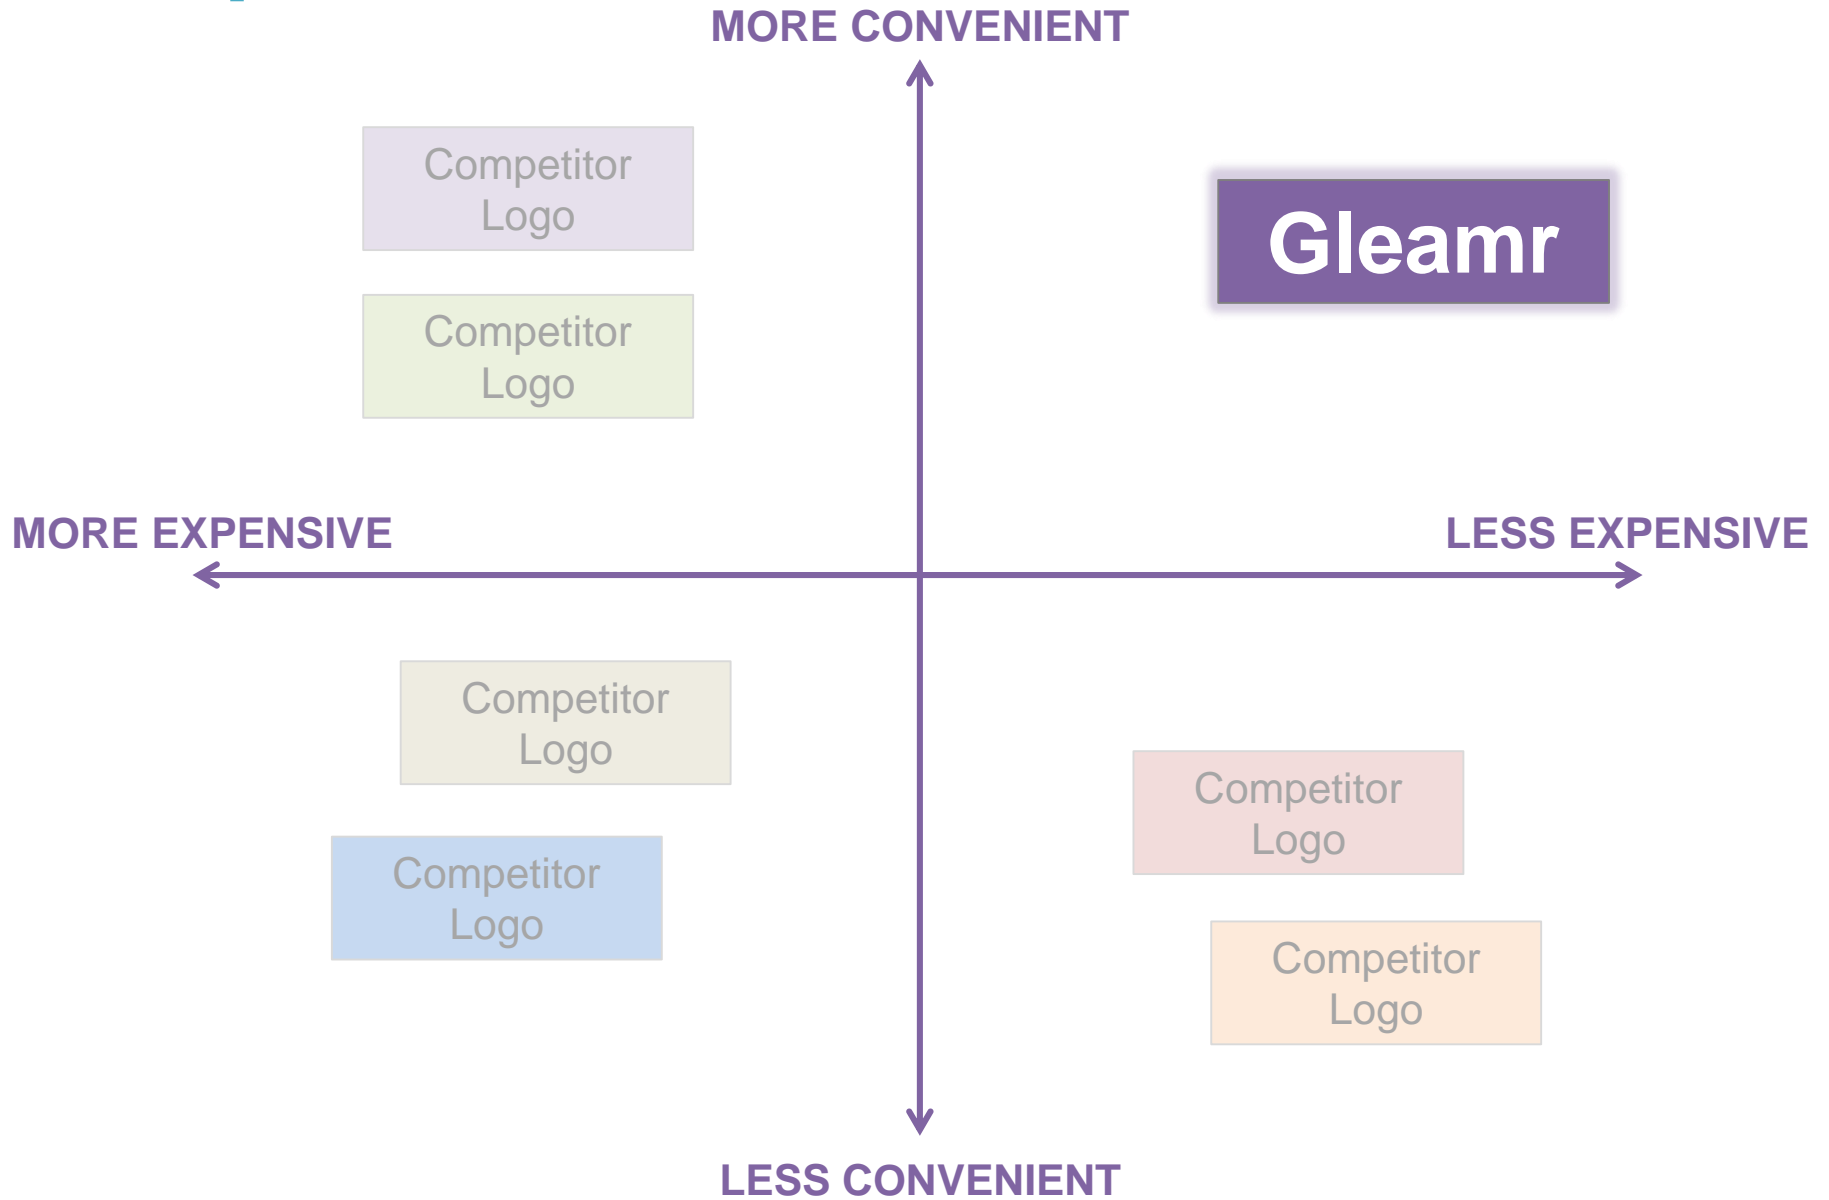 MORE CONVENIENT
Competitor
Logo
Gleamr
Competitor
Logo
MORE EXPENSIVE
LESS EXPENSIVE
Competitor
Logo
Competitor
Logo
Competitor
Logo
Competitor
Logo
LESS CONVENIENT